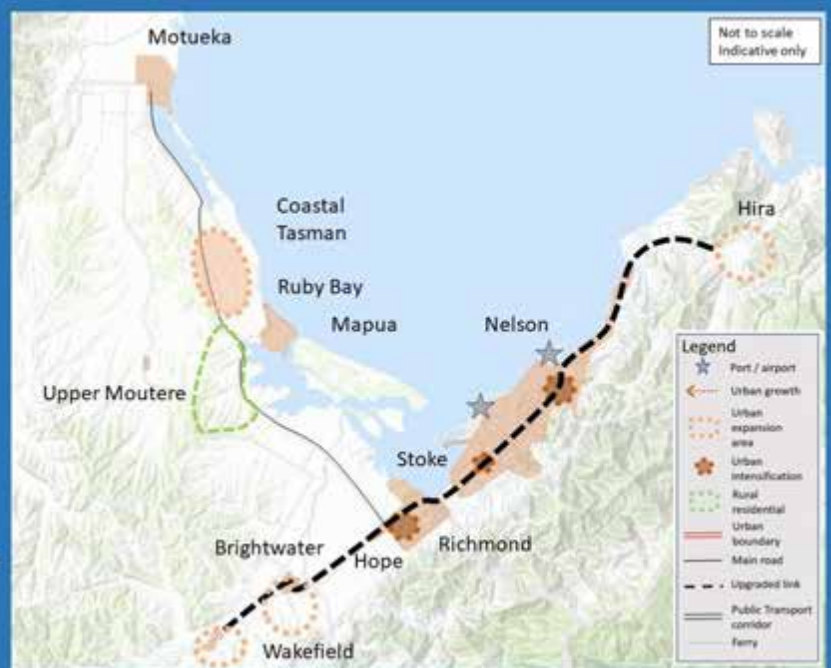 Motueka
Not to scale
Indicative only
Coastal
Tasman
Hira
Ruby Bay
Mapua
Nelson
Upper Moutere
Stoke
Brightwater
Hope
Richmond
Wakefield
Legend
Port / airport
Urban growth
Urban
expansion
area
Urban
intensification
Rural
residential
Urban
boundary
Main road
Upgraded link
Public Transport
corridor
Ferry